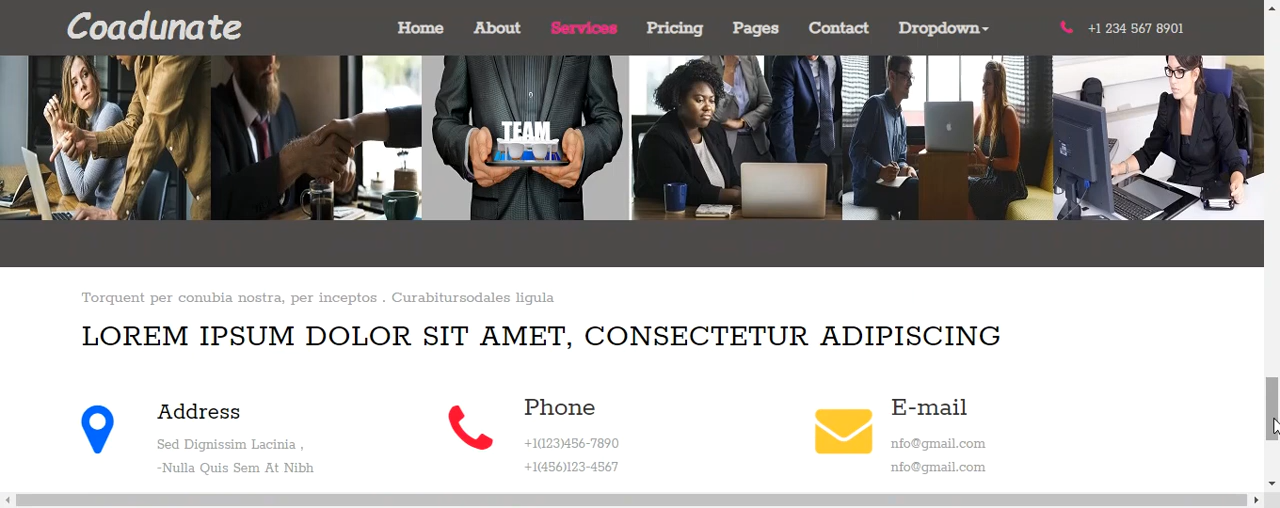 Coadunate
Home About Services Pricing Pages Contact Dropdown +1 234 567 8901
TEAM
Torquent per conubia nostra, per inceptos . Curabitursodales ligula
LOREM IPSUM DOLOR SIT AMET, CONSECTETUR ADIPISCING
Address
Sed Dignissim Lacinia ,
-Nulla Quis Sem At Nibh
Phone
+1(123)456-7890
+1(456)123-4567
E-mail
nfo@gmail.com
nfo@gmail.com